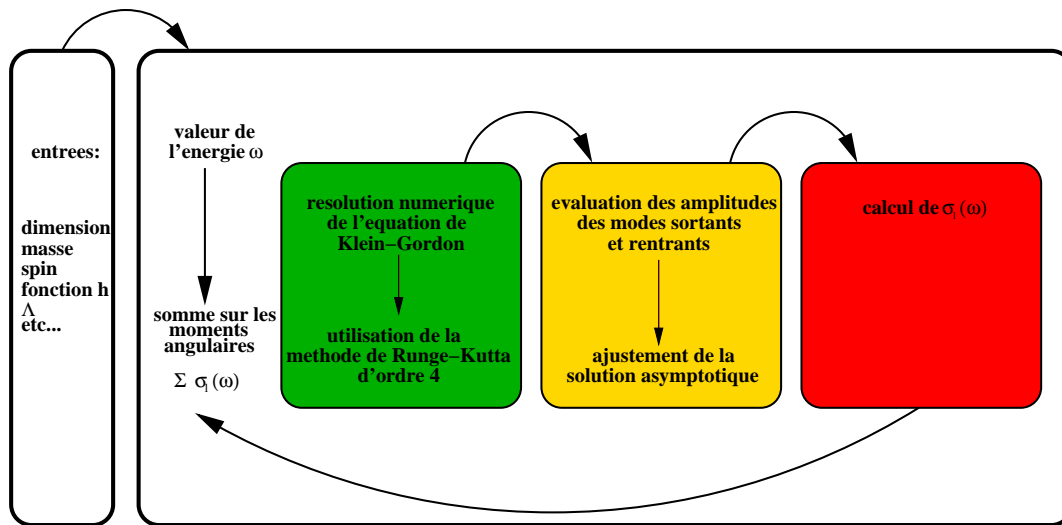 entrees:
dimension
masse
spin
fonction h
Λ
etc...
valeur de
l'energie ω
somme sur les
moments
angulaires
Σ σl(ω)
resolution numerique
de l'equation de
Klein−Gordon
utilisation de la
methode de Runge−Kutta
d'ordre 4
evaluation des amplitudes
des modes sortants
et rentrants
ajustement de la
solution asymptotique
calcul de σl(ω)